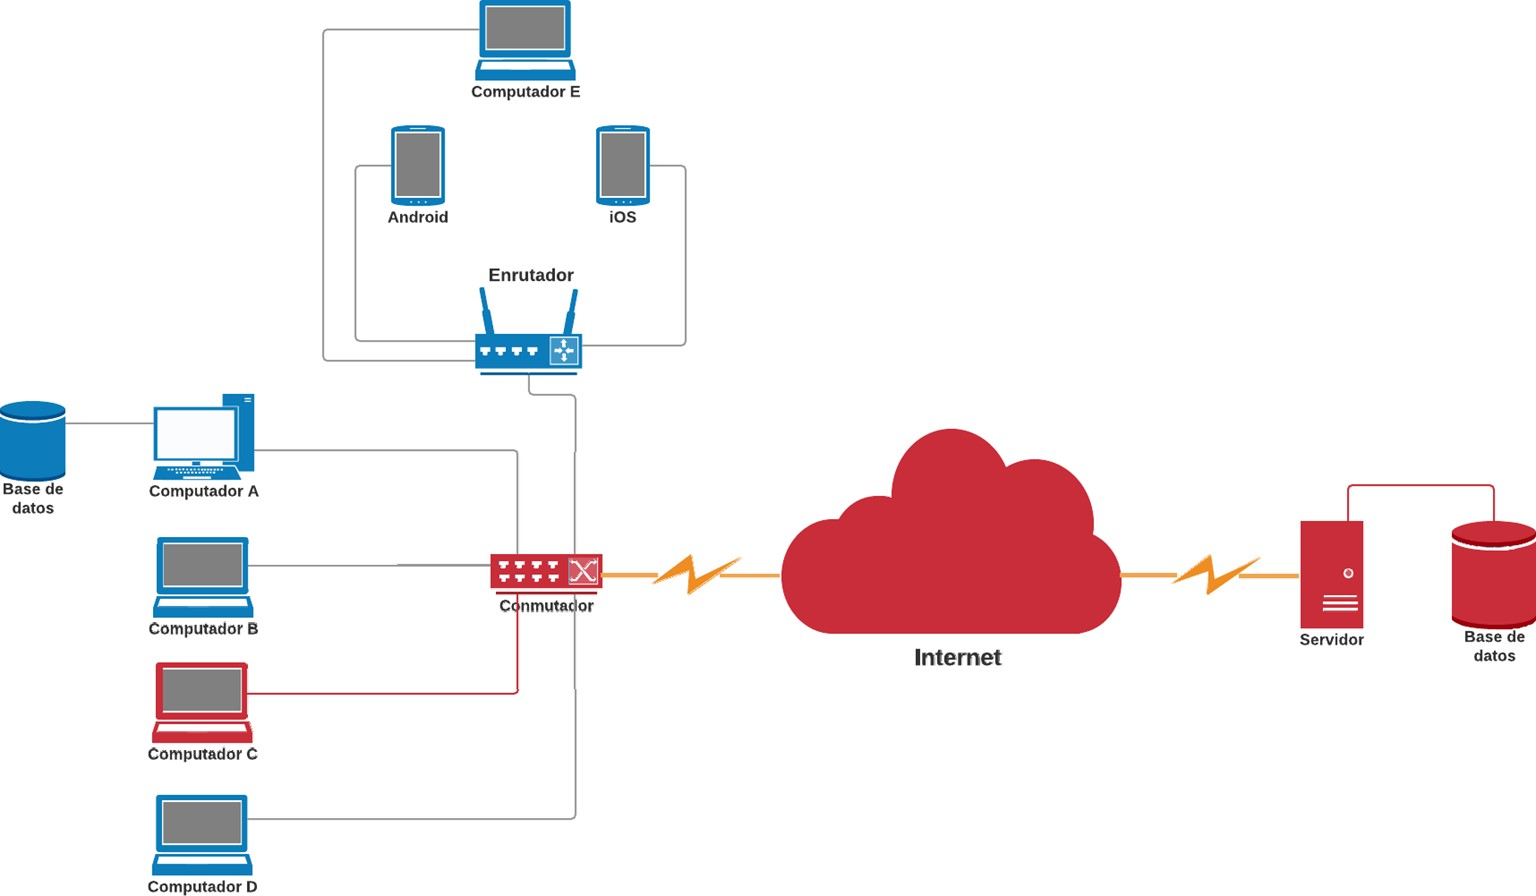 Computador E
Android
iOS
Enrutador
Base de
datos
Computador A
Computador B
Conmutador
Internet
Servidor
Base de
datos
Computador C
Computador D